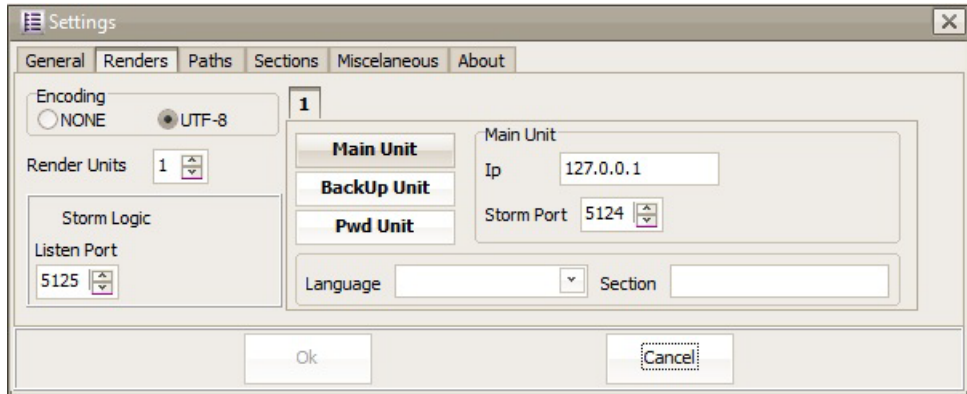 Settings
General Renders Paths Sections Miscelaneous About
Encoding
NONE UTF-8
Render Units 1
Storm Logic
Listen Port
5125
1
Main Unit
BackUp Unit
Pwd Unit
Main Unit
Ip 127.0.0.1
Storm Port 5124
Language Section
Ok Cancel